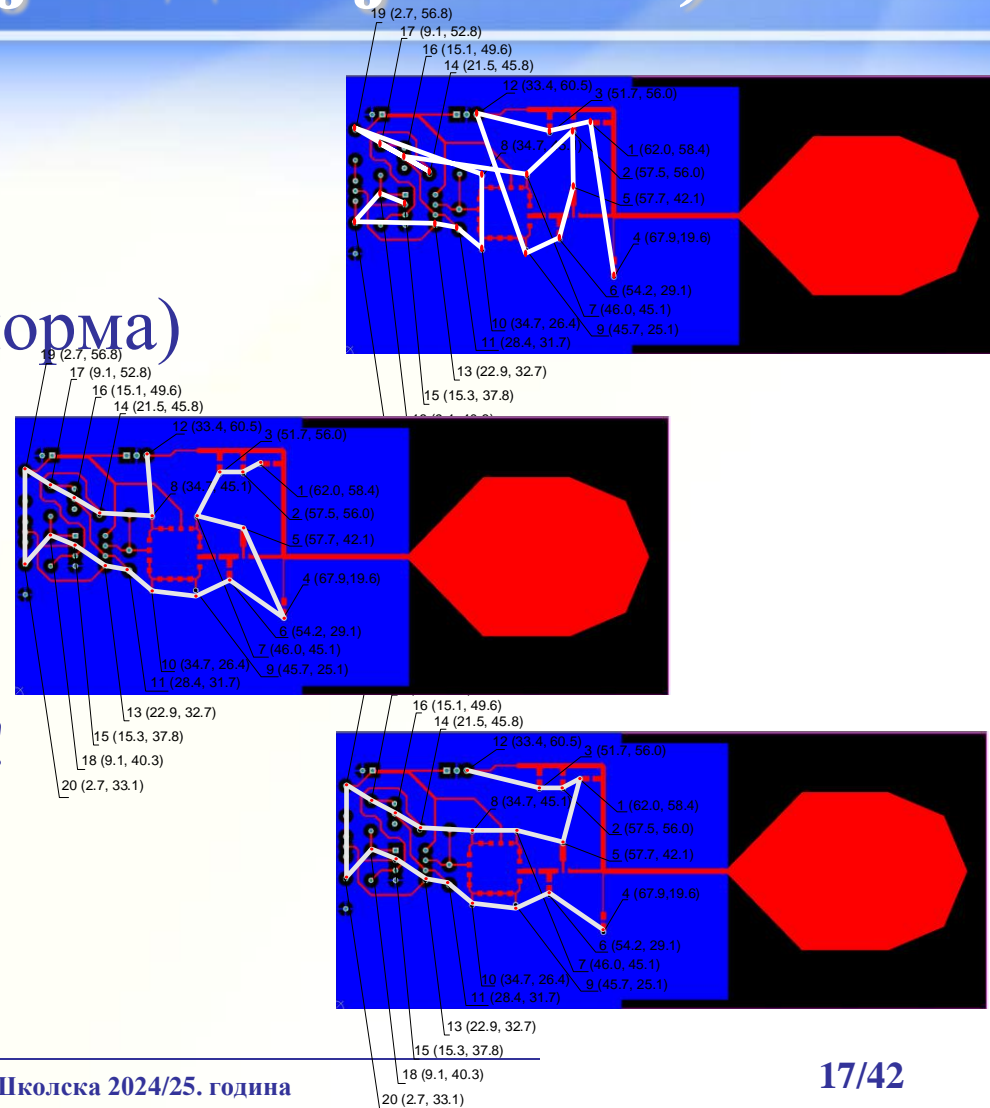 19 (2.7, 56.8)
17 (9.1, 52.8)
16 (15.1, 49.6)
14 (21.5, 45.8)
12 (33.4, 60.5)
3 (51.7, 56.0)
8 (34.7,
1 (62.0, 58.4)
2 (57.5, 56.0)
5 (57.7, 42.1)
4 (67.9,19.6)
6 (54.2, 29.1)
7 (46.0, 45.1)
10 (34.7, 26.4)
9 (45.7, 25.1)
11 (28.4, 31.7)
13 (22.9, 32.7)
15 (15.3, 37.8)
орма)
19 (2.7, 56.8)
17 (9.1, 52.8)
16 (15.1, 49.6)
14 (21.5, 45.8)
12 (33.4, 60.5)
3 (51.7, 56.0)
8 (34.7, 45.1)
1 (62.0, 58.4)
2 (57.5, 56.0)
5 (57.7, 42.1)
4 (67.9,19.6)
6 (54.2, 29.1)
7 (46.0, 45.1)
10 (34.7, 26.4)
9 (45.7, 25.1)
11 (28.4, 31.7)
13 (22.9, 32.7)
15 (15.3, 37.8)
18 (9.1, 40.3)
20 (2.7, 33.1)
16 (15.1, 49.6)
14 (21.5, 45.8)
12 (33.4, 60.5)
3 (51.7, 56.0)
8 (34.7, 45.1)
1 (62.0, 58.4)
2 (57.5, 56.0)
5 (57.7, 42.1)
4 (67.9,19.6)
6 (54.2, 29.1)
7 (46.0, 45.1)
10 (34.7, 26.4)
9 (45.7, 25.1)
11 (28.4, 31.7)
13 (22.9, 32.7)
15 (15.3, 37.8)
18 (9.1, 40.3)
20 (2.7, 33.1)
Школска 2024/25. година
17/42